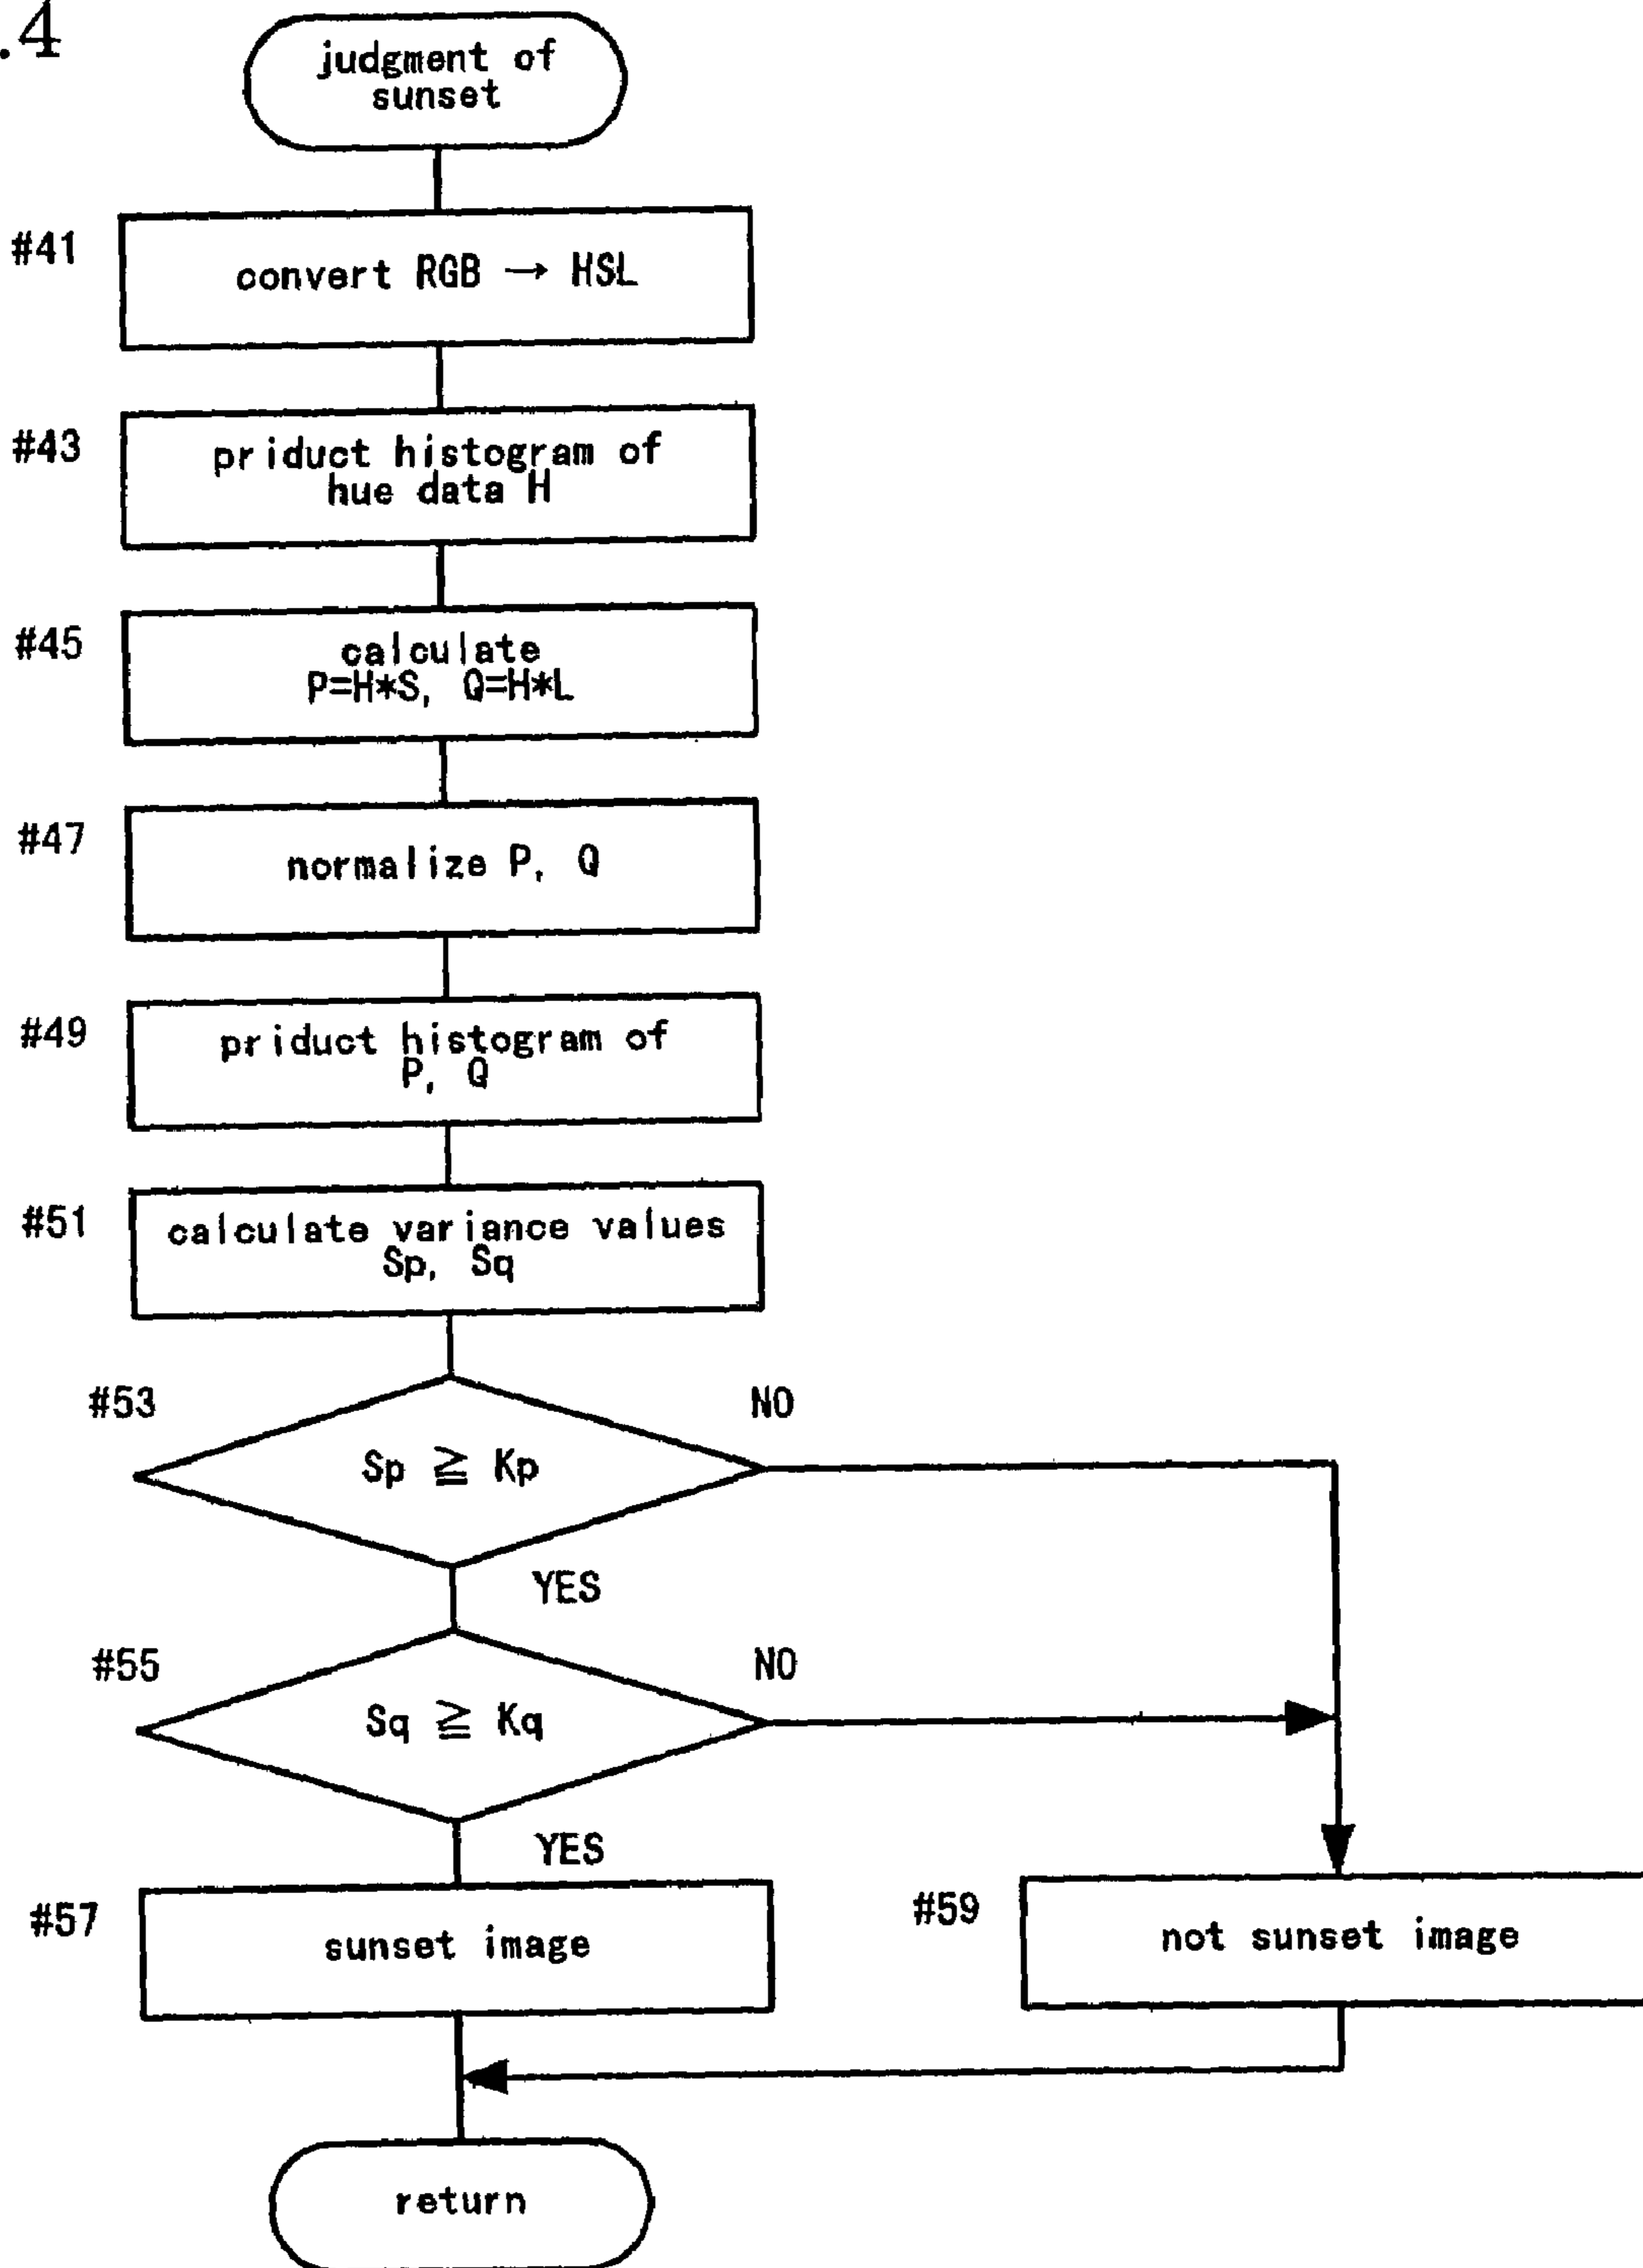 .4
judgment of
sunset
#41
convert RGB → HSL
#43
priduct histogram of
hue data H
#45
calculate
P=H*S, Q=H*L
#47
normalize P, Q
#49
priduct histogram of
P, Q
#51
calculate variance values
Sp, Sq
#53
Sp ≧ Kp
NO
YES
#55
Sq ≧ Kq
NO
YES
#57
sunset image
#59
not sunset image
return